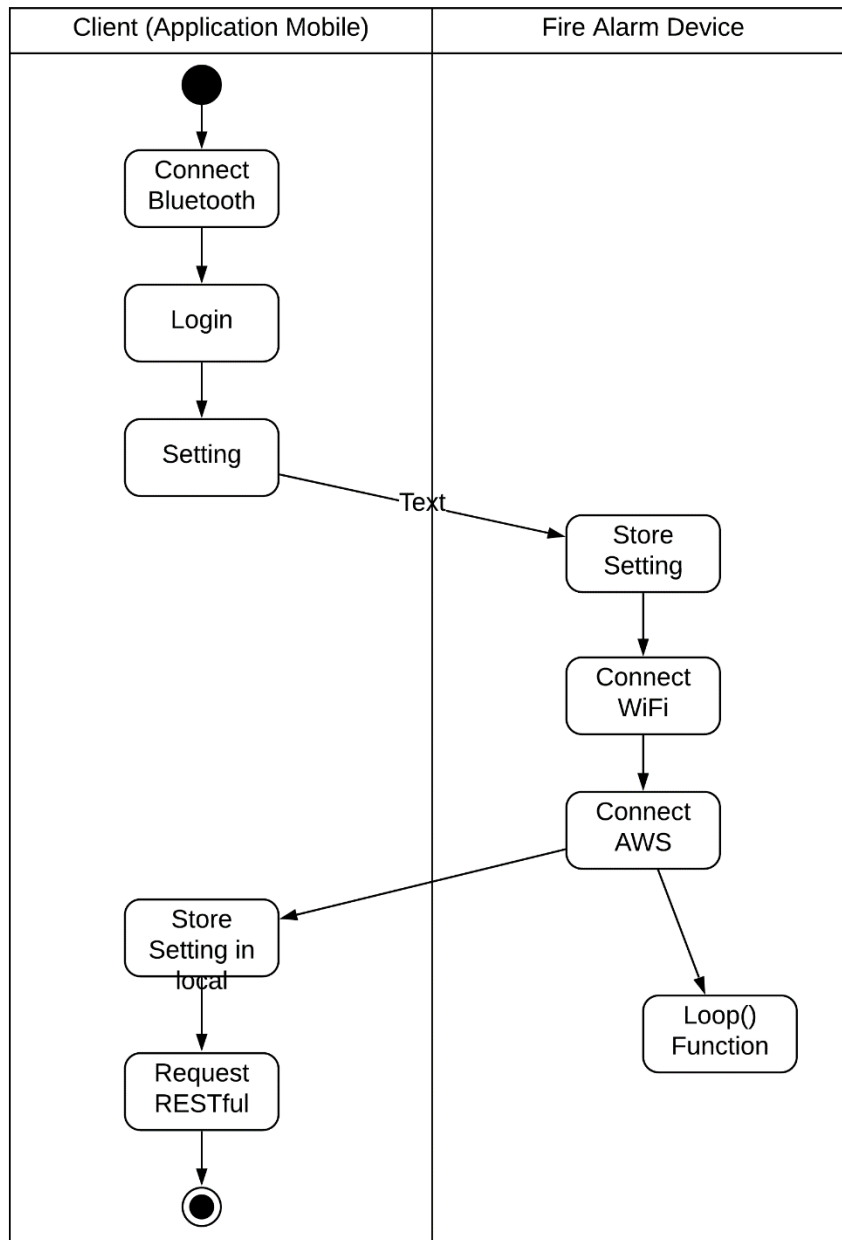 Client (Application Mobile)
Fire Alarm Device
Connect
Bluetooth
Login
Setting
Text
Store
Setting
Connect
WiFi
Connect
AWS
Store
Setting in
local
Loop()
Function
Request
RESTful